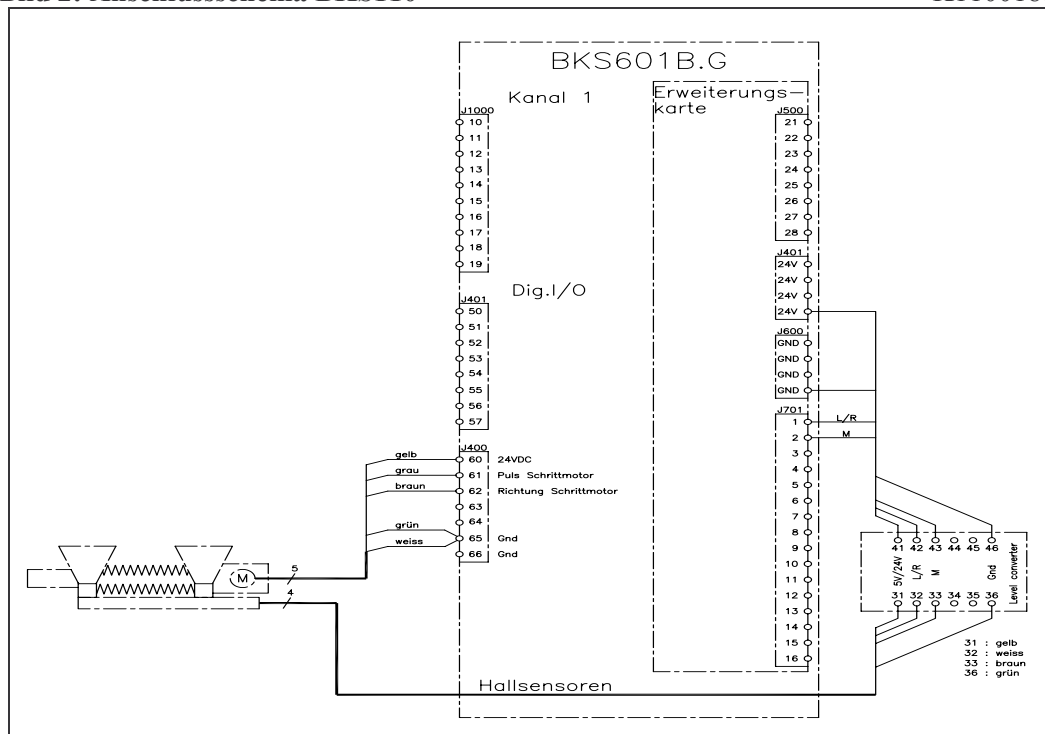 BKS601B.G
Kanal 1
Erweiterungs-
karte
J1000
10
11
12
13
14
15
16
17
18
19
J500
21
22
23
24
25
26
27
28
J401
24V
24V
24V
24V
Dig.I/O
J401
50
51
52
53
54
55
56
57
J600
GND
GND
GND
GND
J701
1 L/R
2 M
3
4
5
6
7
8
9
10
11
12
13
14
15
16
J400
gelb 60 24VDC
grau 61 Puls Schrittmotor
braun 62 Richtung Schrittmotor
63
64
grün 65 Gnd
weiss 66 Gnd
M
5
4
41 42 43 44 45 46
5V/24V L/R M Gnd
Level converter
31 32 33 34 35 36
31 : gelb
32 : weiss
33 : braun
36 : grün
Hallsensoren